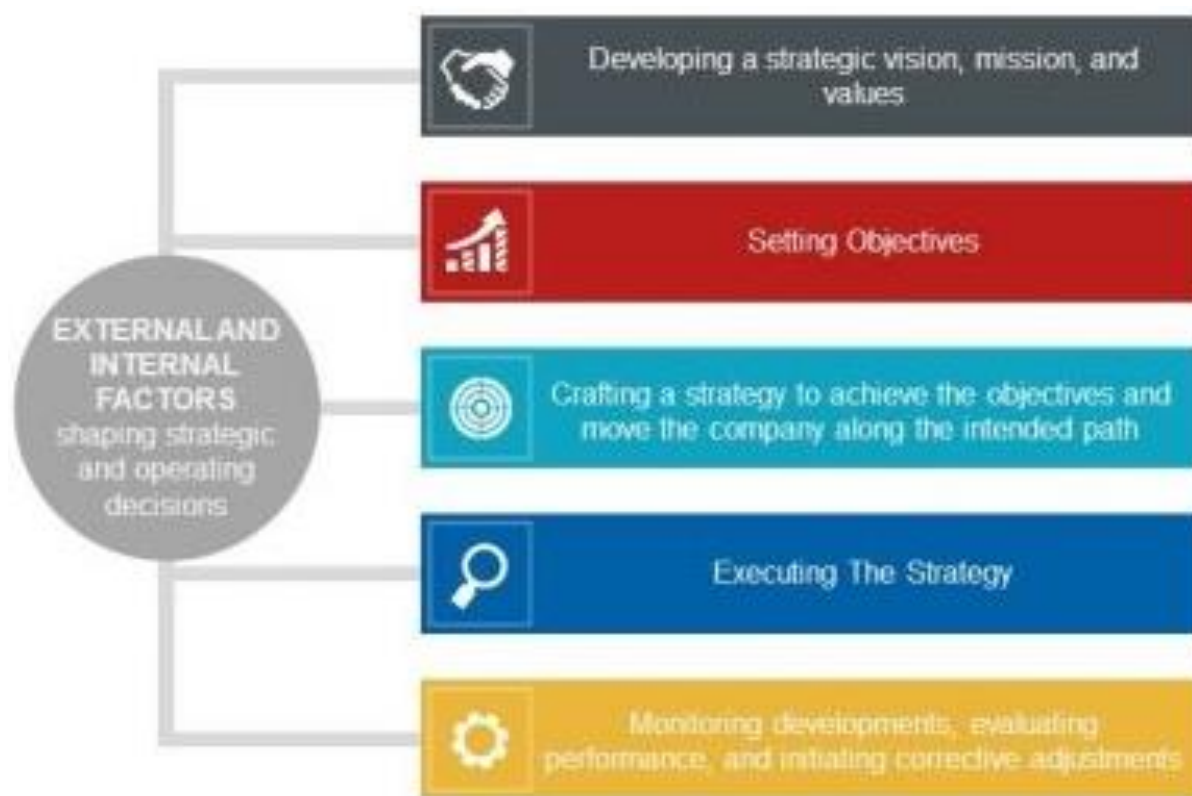 Developing a strategic vision, mission, and
values
Setting Objectives
EXTERNAL AND
INTERNAL
FACTORS
shaping strategic
and operating
decisions
Crafting a strategy to achieve the objectives and
move the company along the intended path
Executing The Strategy
Monitoring developments, evaluating
performance, and initiating corrective adjustments